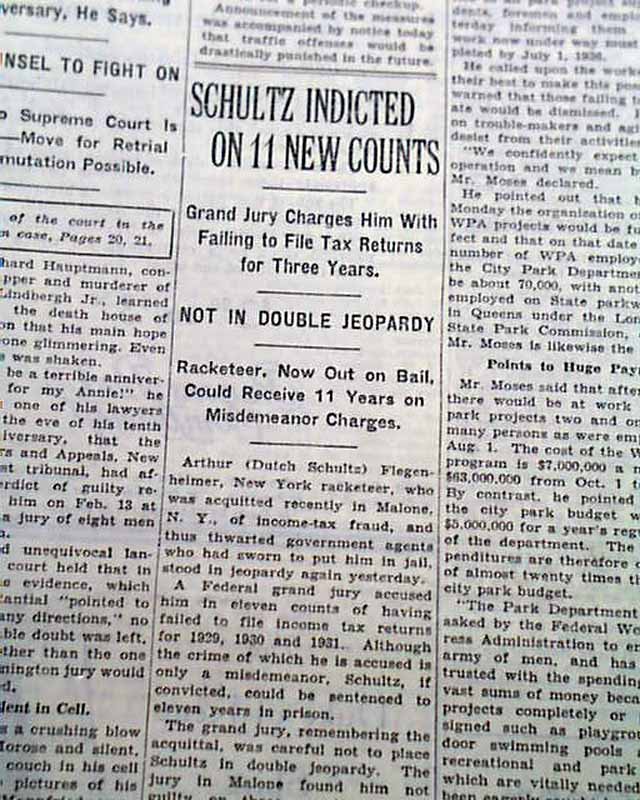 versary, He Says.
NSEL TO FIGHT ON
Supreme Court Is
—Move for Retrial
mutation Possible.
of the court in the
case, Pages 20, 21.
hard Hauptmann, con-
pper and murderer of
Lindbergh Jr., learned
the death house of
on that his main hope
one glimmering. Even
was shaken.
be a terrible anniver-
for my Annie!" he
one of his lawyers
the eve of his tenth
iversary, that the
rs and Appeals, New
st tribunal, had af-
erdict of guilty re-
him on Feb. 13 at
a jury of eight men
d unequivocal lan-
court held that in
e evidence, which
tantial "pointed to
any directions," no
ble doubt was left,
ther than the one
mington jury would
d.
lent in Cell.
s a crushing blow
orose and silent,
couch in his cell
pictures of his
periodic checkup.
Announcement of the measures
was accompanied by notice today
that traffic offenses would be
drastically punished in the future.
SCHULTZ INDICTED
ON 11 NEW COUNTS
Grand Jury Charges Him With
Failing to File Tax Returns
for Three Years.
NOT IN DOUBLE JEOPARDY
Racketeer, Now Out on Bail,
Could Receive 11 Years on
Misdemeanor Charges.
Arthur (Dutch Schultz) Flegen-
heimer, New York racketeer, who
was acquitted recently in Malone,
N. Y., of income-tax fraud, and
thus thwarted government agents
who had sworn to put him in jail,
stood in jeopardy again yesterday.
A Federal grand jury accused
him in eleven counts of having
failed to file income tax returns
for 1929, 1930 and 1931. Although
the crime of which he is accused is
only a misdemeanor, Schultz, if
convicted, could be sentenced to
eleven years in prison.
The grand jury, remembering the
acquittal, was careful not to place
Schultz in double jeopardy. The
jury in Malone found him not
dents, foremen and
terday informing them
work now under way must
pleted by July 1, 1936.
He called upon the work
their best to make this
warned that those failing
ate would be dismissed.
on trouble-makers and
desist from their activities
"We confidently expect
operation and we mean
Mr. Moses declared.
He pointed out that
Monday the organization of
WPA projects would be fu
fect and that on that date
number of WPA employe
the City Park Department
be about 70,000, with anot
employed on State parkw
in Queens under the Lon
State Park Commission,
Mr. Moses is likewise the
Points to Huge Pay
Mr. Moses said that after
there would be at work
park projects two and on
many persons as were em
Aug. 1. The cost of the W
program is $7,000,000 a
$63,000,000 from Oct. 1 t
By contrast, he pointed
the city park budget w
$5,000,000 for a year's regu
of the department. The
penditures are therefore
of almost twenty times th
city park budget.
"The Park Department
asked by the Federal Wo
ress Administration to
army of men, and has
trusted with the spending
vast sums of money becau
projects completely or
signed such as playgrou
door swimming pools
recreational and park
which are vitally needed